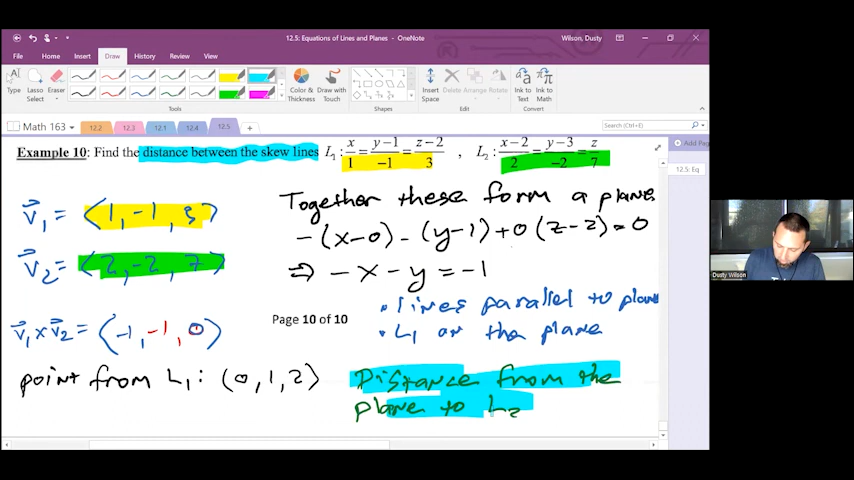 12.5: Equations of Lines and Planes - OneNote
Wilson, Dusty
File Home Insert Draw History Review View
Type
Lasso Select
Eraser
Color & Thickness
Insert Space
Delete
Arrange
Rotate
Ink to Text
Ink to Math
Tools
Shapes
Edit
Convert
Math 163
12.2 12.3 12.1 12.4 12.5 +
Search (Ctrl+E)
Add Page
12.5: Eq
Example 10: Find the distance between the skew lines L₁: x/1 = (y−1)/−1 = (z−2)/3 , L₂: (x−2)/2 = (y−3)/−2 = z/7
v⃗₁ = ⟨1, −1, 3⟩
v⃗₂ = ⟨2, −2, 7⟩
v⃗₁ × v⃗₂ = ⟨−1, −1, 0⟩
point from L₁: (0, 1, 2)
Together these form a plane
−(x−0) − (y−1) + 0(z−2) = 0
⇒ −x − y = −1
• lines parallel to plane
• L₁ on the plane
Page 10 of 10
Distance from the
plane to L₂
Dusty Wilson